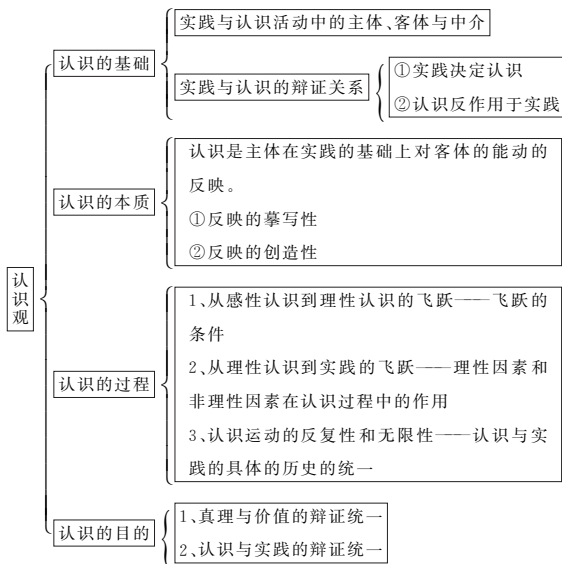 认识观
认识的基础
实践与认识活动中的主体、客体与中介
实践与认识的辩证关系
①实践决定认识
②认识反作用于实践
认识的本质
认识是主体在实践的基础上对客体的能动的
反映。
①反映的摹写性
②反映的创造性
认识的过程
1、从感性认识到理性认识的飞跃——飞跃的
条件
2、从理性认识到实践的飞跃——理性因素和
非理性因素在认识过程中的作用
3、认识运动的反复性和无限性——认识与实
践的具体的历史的统一
认识的目的
1、真理与价值的辩证统一
2、认识与实践的辩证统一